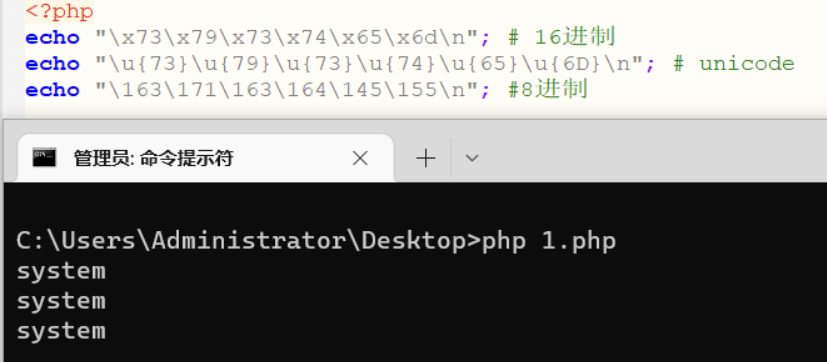 <?php
echo "\x73\x79\x73\x74\x65\x6d\n"; # 16进制
echo "\u{73}\u{79}\u{73}\u{74}\u{65}\u{6D}\n"; # unicode
echo "\163\171\163\164\145\155\n"; #8进制
管理员: 命令提示符
C:\Users\Administrator\Desktop>php 1.php
system
system
system